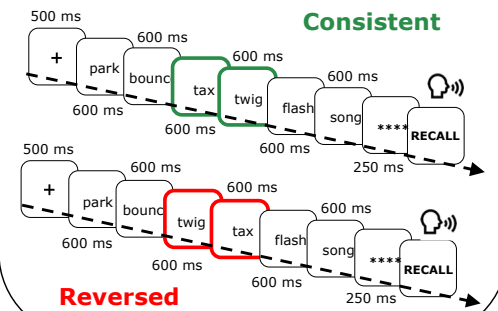 500 ms
600 ms
600 ms
600 ms
Consistent
+
park
bounc
tax
twig
flash
song
****
RECALL
600 ms
600 ms
600 ms
250 ms
500 ms
600 ms
600 ms
600 ms
+
park
bounc
twig
tax
flash
song
****
RECALL
600 ms
600 ms
600 ms
250 ms
Reversed